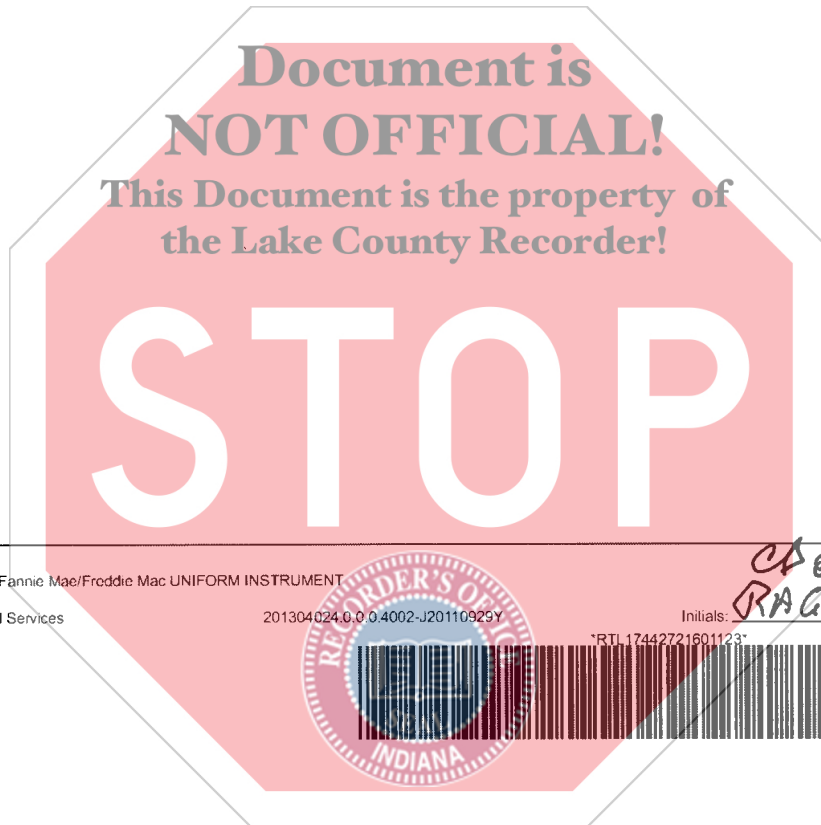 Document is
NOT OFFICIAL!
This Document is the property of
the Lake County Recorder!
STOP
Fannie Mae/Freddie Mac UNIFORM INSTRUMENT
Services 201304024.0.0.0.4002-J20110929Y Initials:
RAG
*RTL17442721601123*
RECORDER'S OFFICE
SEAL
INDIANA